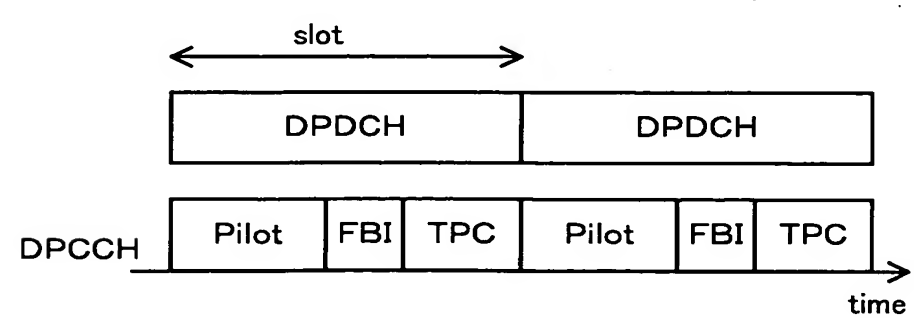 slot
DPDCH DPDCH
DPCCH Pilot FBI TPC Pilot FBI TPC
time